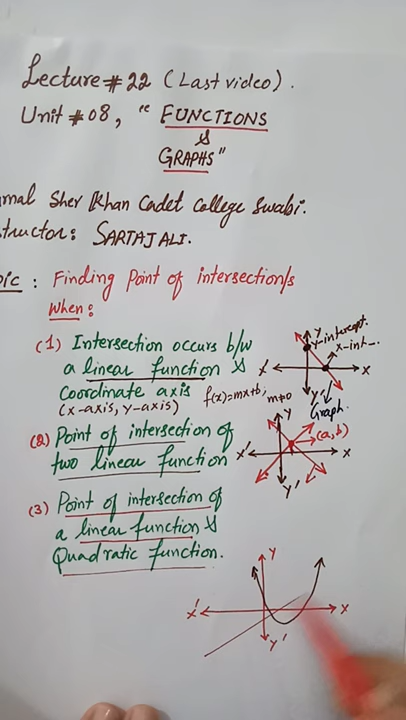 Lecture #22 (Last video).
Unit #08, " FUNCTIONS
&
GRAPHS"
Sher Khan Cadet College Swabi.
SARTAJ ALI.
: Finding Point of intersection/s
When:
(1) Intersection occurs b/w
a linear function &
Coordinate axis
(x-axis, y-axis) f(x)=mx+b, m≠0
y
y-intercept.
x-int-.
X' X
y'
Graph.
(2) Point of intersection of
two linear function
y
(a,b)
X' X
y'
(3) Point of intersection of
a linear function &
Quadratic function.
y
X' X
y'